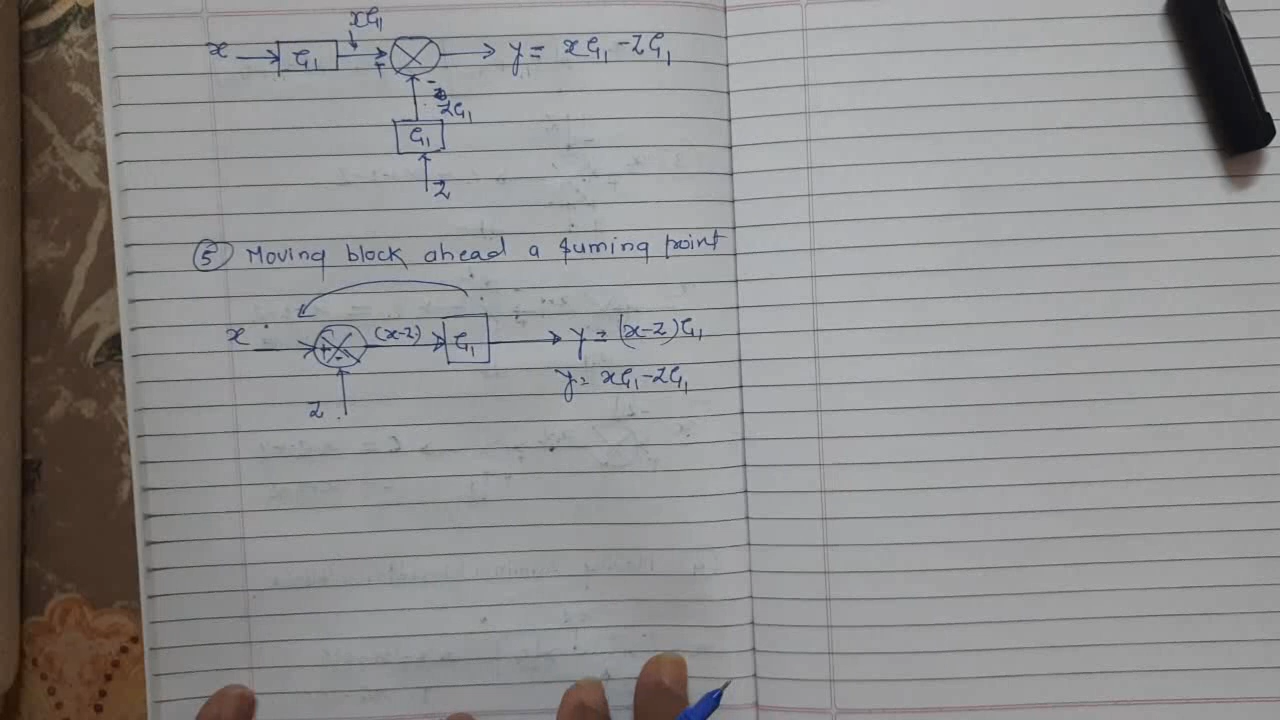 xG₁
x G₁ + y = xG₁ - zG₁
-
zG₁
G₁
z
⑤ Moving block ahead a suming point
x + - (x-z) G₁ y = (x-z)G₁
y = xG₁ - zG₁
z